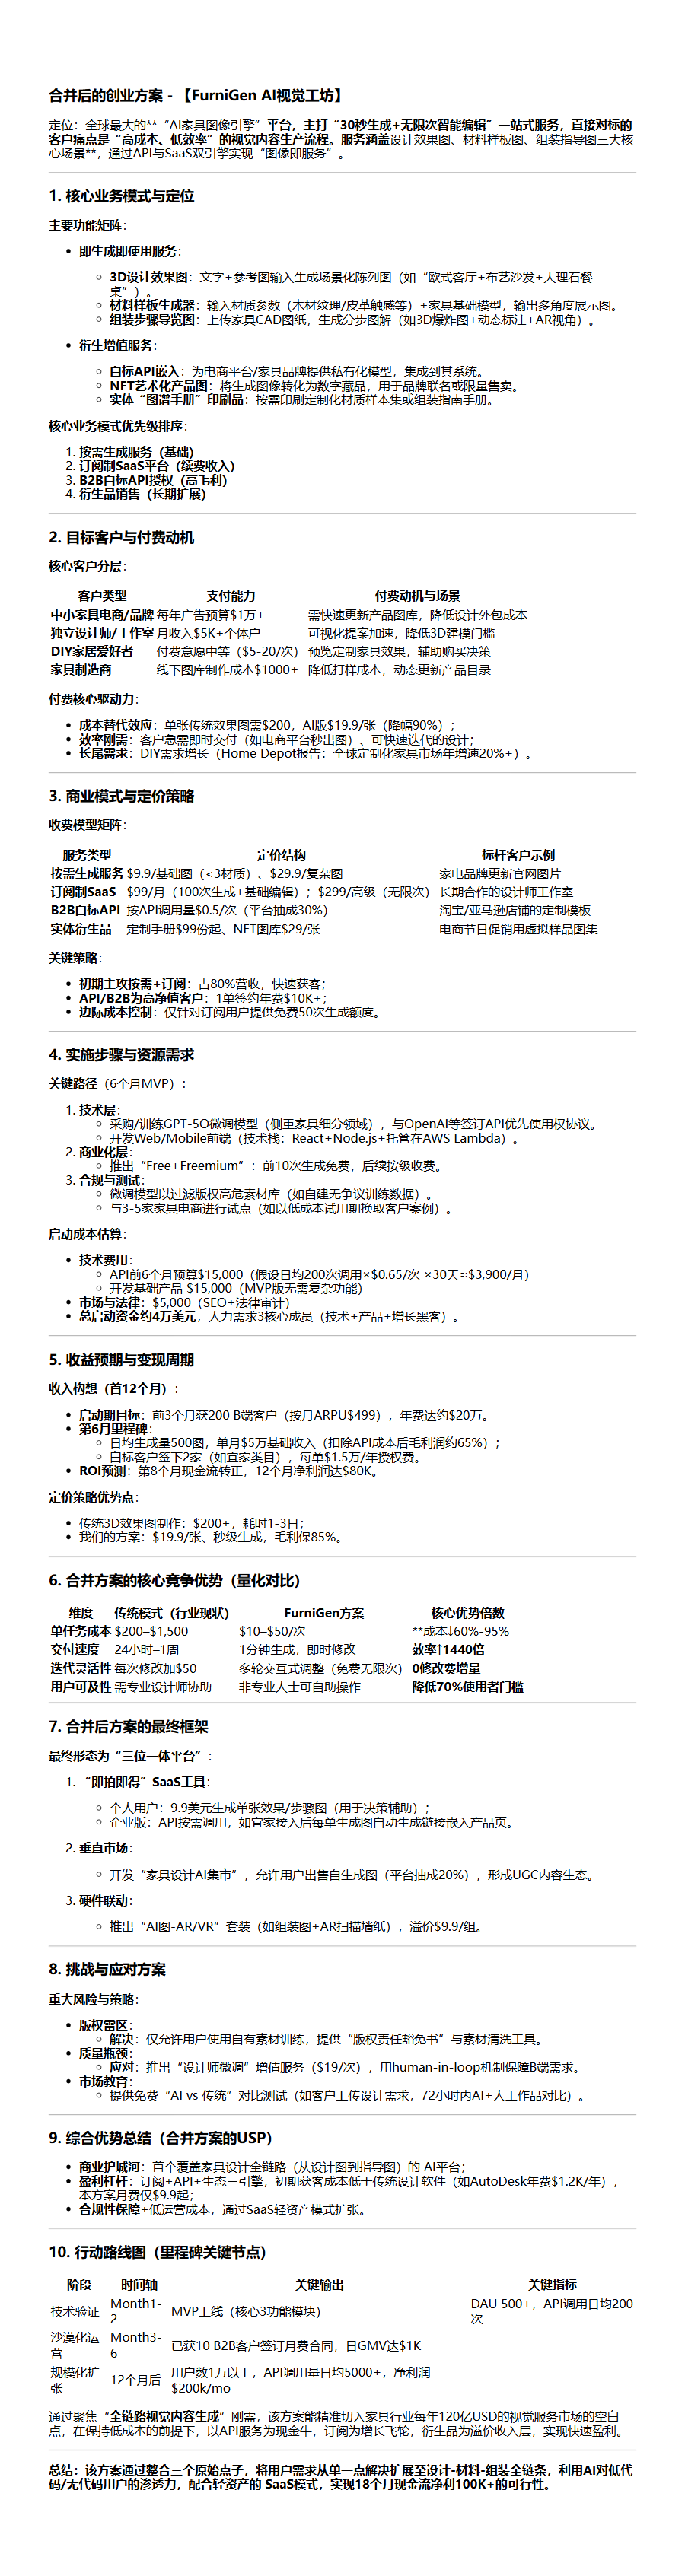 合并后的创业方案 - 【FurniGen AI视觉工坊】
定位：全球最大的**“AI家具图像引擎”平台，主打“30秒生成+无限次智能编辑”一站式服务，直接对标的
客户痛点是“高成本、低效率”的视觉内容生产流程。服务涵盖设计效果图、材料样板图、组装指导图三大核
心场景**，通过API与SaaS双引擎实现“图像即服务”。
1. 核心业务模式与定位
主要功能矩阵：
• 即生成即使用服务：
◦ 3D设计效果图：文字+参考图输入生成场景化陈列图（如“欧式客厅+布艺沙发+大理石餐
桌”）。
◦ 材料样板生成器：输入材质参数（木材纹理/皮革触感等）+家具基础模型，输出多角度展示图。
◦ 组装步骤导览图：上传家具CAD图纸，生成分步图解（如3D爆炸图+动态标注+AR视角）。
• 衍生增值服务：
◦ 白标API嵌入：为电商平台/家具品牌提供私有化模型，集成到其系统。
◦ NFT艺术化产品图：将生成图像转化为数字藏品，用于品牌联名或限量售卖。
◦ 实体“图谱手册”印刷品：按需印刷定制化材质样本集或组装指南手册。
核心业务模式优先级排序：
1. 按需生成服务（基础）
2. 订阅制SaaS平台（续费收入）
3. B2B白标API授权（高毛利）
4. 衍生品销售（长期扩展）
2. 目标客户与付费动机
核心客户分层：
客户类型 支付能力 付费动机与场景
中小家具电商/品牌 每年广告预算$1万+ 需快速更新产品图库，降低设计外包成本
独立设计师/工作室 月收入$5K+个体户 可视化提案加速，降低3D建模门槛
DIY家居爱好者 付费意愿中等（$5-20/次） 预览定制家具效果，辅助购买决策
家具制造商 线下图库制作成本$1000+ 降低打样成本，动态更新产品目录
付费核心驱动力：
• 成本替代效应：单张传统效果图需$200，AI版$19.9/张（降幅90%）；
• 效率刚需：客户急需即时交付（如电商平台秒出图）、可快速迭代的设计；
• 长尾需求：DIY需求增长（Home Depot报告：全球定制化家具市场年增速20%+）。
3. 商业模式与定价策略
收费模型矩阵：
服务类型 定价结构 标杆客户示例
按需生成服务 $9.9/基础图（<3材质）、$29.9/复杂图 家电品牌更新官网图片
订阅制SaaS $99/月（100次生成+基础编辑）；$299/高级（无限次） 长期合作的设计师工作室
B2B白标API 按API调用量$0.5/次（平台抽成30%） 淘宝/亚马逊店铺的定制模板
实体衍生品 定制手册$99份起、NFT图库$29/张 电商节日促销用虚拟样品图集
关键策略：
• 初期主攻按需+订阅：占80%营收，快速获客；
• API/B2B为高净值客户：1单签约年费$10K+；
• 边际成本控制：仅针对订阅用户提供免费50次生成额度。
4. 实施步骤与资源需求
关键路径（6个月MVP）：
1. 技术层：
◦ 采购/训练GPT-5O微调模型（侧重家具细分领域），与OpenAI等签订API优先使用权协议。
◦ 开发Web/Mobile前端（技术栈：React+Node.js+托管在AWS Lambda）。
2. 商业化层：
◦ 推出“Free+Freemium”：前10次生成免费，后续按级收费。
3. 合规与测试：
◦ 微调模型以过滤版权高危素材库（如自建无争议训练数据）。
◦ 与3-5家家具电商进行试点（如以低成本试用期换取客户案例）。
启动成本估算：
• 技术费用：
◦ API前6个月预算$15,000（假设日均200次调用×$0.65/次 ×30天≈$3,900/月）
◦ 开发基础产品 $15,000（MVP版无需复杂功能）
• 市场与法律：$5,000（SEO+法律审计）
• 总启动资金约4万美元，人力需求3核心成员（技术+产品+增长黑客）。
5. 收益预期与变现周期
收入构想（首12个月）：
• 启动期目标：前3个月获200 B端客户（按月ARPU$499），年费达约$20万。
• 第6月里程碑：
◦ 日均生成量500图，单月$5万基础收入（扣除API成本后毛利润约65%）；
◦ 白标客户签下2家（如宜家类目），每单$1.5万/年授权费。
• ROI预测：第8个月现金流转正，12个月净利润达$80K。
定价策略优势点：
• 传统3D效果图制作：$200+，耗时1-3日；
• 我们的方案：$19.9/张、秒级生成，毛利保85%。
6. 合并方案的核心竞争优势（量化对比）
维度 传统模式（行业现状） FurniGen方案 核心优势倍数
单任务成本 $200–$1,500 $10–$50/次 **成本↓60%-95%
交付速度 24小时–1周 1分钟生成，即时修改 效率↑1440倍
迭代灵活性 每次修改加$50 多轮交互式调整（免费无限次） 0修改费增量
用户可及性 需专业设计师协助 非专业人士可自助操作 降低70%使用者门槛
7. 合并后方案的最终框架
最终形态为“三位一体平台”：
1. “即拍即得”SaaS工具：
◦ 个人用户：9.9美元生成单张效果/步骤图（用于决策辅助）；
◦ 企业版：API按需调用，如宜家接入后每单生成图自动生成链接嵌入产品页。
2. 垂直市场：
◦ 开发“家具设计AI集市”，允许用户出售自生成图（平台抽成20%），形成UGC内容生态。
3. 硬件联动：
◦ 推出“AI图-AR/VR”套装（如组装图+AR扫描墙纸），溢价$9.9/组。
8. 挑战与应对方案
重大风险与策略：
• 版权雷区：
◦ 解决：仅允许用户使用自有素材训练，提供“版权责任豁免书”与素材清洗工具。
• 质量瓶颈：
◦ 应对：推出“设计师微调”增值服务（$19/次），用human-in-loop机制保障B端需求。
• 市场教育：
◦ 提供免费“AI vs 传统”对比测试（如客户上传设计需求，72小时内AI+人工作品对比）。
9. 综合优势总结（合并方案的USP）
• 商业护城河：首个覆盖家具设计全链路（从设计图到指导图）的 AI平台；
• 盈利杠杆：订阅+API+生态三引擎，初期获客成本低于传统设计软件（如AutoDesk年费$1.2K/年），
本方案月费仅$9.9起；
• 合规性保障+低运营成本，通过SaaS轻资产模式扩张。
10. 行动路线图（里程碑关键节点）
阶段 时间轴 关键输出 关键指标
技术验证 Month1-2 MVP上线（核心3功能模块） DAU 500+，API调用日均200次
沙漠化运营 Month3-6 已获10 B2B客户签订月费合同，日GMV达$1K
规模化扩张 12个月后 用户数1万以上，API调用量日均5000+，净利润$200k/mo
通过聚焦“全链路视觉内容生成”刚需，该方案能精准切入家具行业每年120亿USD的视觉服务市场的空白
点，在保持低成本的前提下，以API服务为现金牛，订阅为增长飞轮，衍生品为溢价收入层，实现快速盈利。
总结：该方案通过整合三个原始点子，将用户需求从单一点解决扩展至设计-材料-组装全链条，利用AI对低代
码/无代码用户的渗透力，配合轻资产的 SaaS模式，实现18个月现金流净利100K+的可行性。